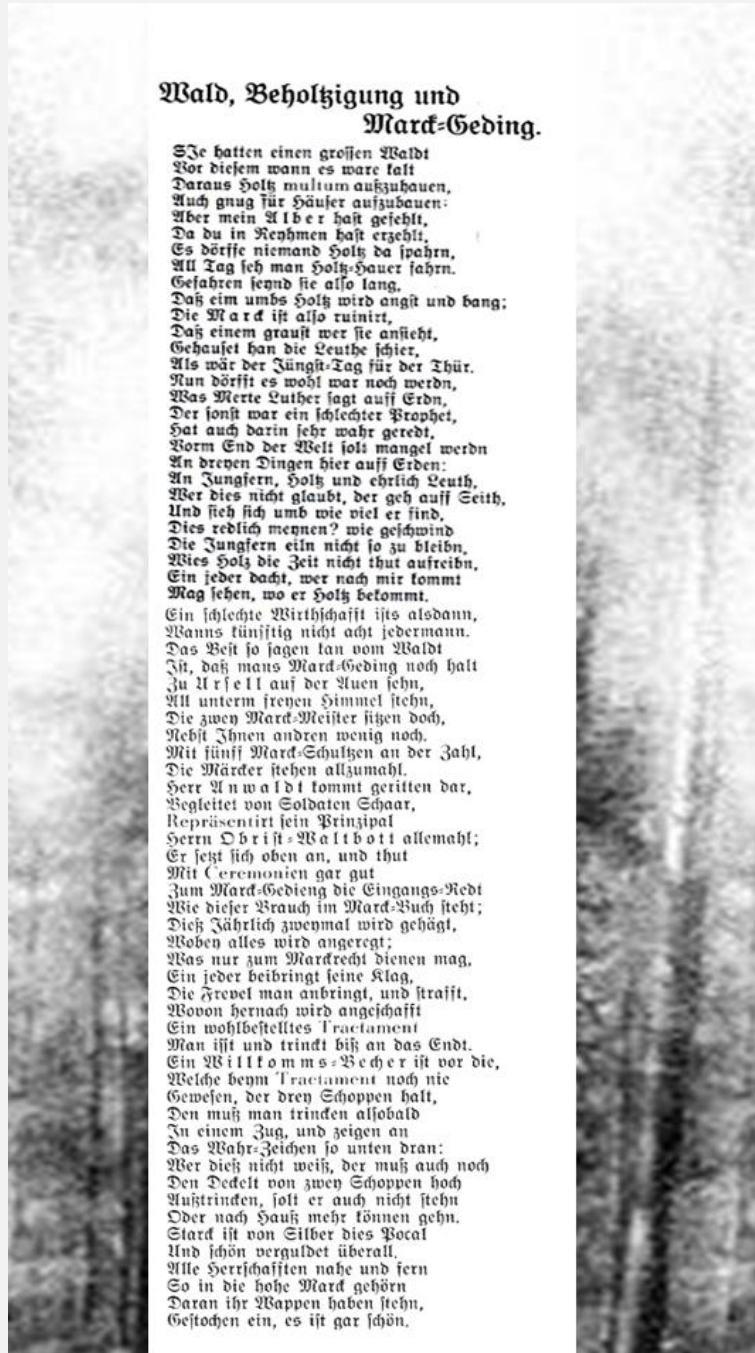 Wald, Beholtzigung und
Marck-Geding.
SIe hatten einen grossen Waldt
Vor diesem wann es ware kalt
Daraus Holtz multum außzuhauen,
Auch gnug für Häuser aufzubauen:
Aber mein Alber hast gefehlt,
Da du in Reyhmen hast erzehlt,
Es dörffe niemand Holtz da spahrn,
All Tag seh man Holtz-Hauer fahrn.
Gefahren seynd sie also lang,
Daß eim umbs Holtz wird angst und bang;
Die Marck ist also ruinirt,
Daß einem graust wer sie ansieht,
Gehauset han die Leuthe schier,
Als wär der Jüngst-Tag für der Thür.
Nun dörfft es wohl war noch werdn,
Was Merte Luther sagt auff Erdn,
Der sonst war ein schlechter Prophet,
Hat auch darin sehr wahr geredt,
Vorm End der Welt solt mangel werdn
An dreyen Dingen hier auff Erden:
An Jungfern, Holtz und ehrlich Leuth,
Wer dies nicht glaubt, der geh auff Seith,
Und sieh sich umb wie viel er find,
Dies redlich meynen? wie geschwind
Die Jungfern eiln nicht so zu bleibn,
Wies Holz die Zeit nicht thut aufreibn,
Ein jeder dacht, wer nach mir kommt
Mag sehen, wo er Holtz bekommt.
Ein schlechte Wirthschafft ists alsdann,
Wanns künfftig nicht acht jedermann.
Das Best so sagen kan vom Waldt
Ist, daß mans Marck-Geding noch halt
Zu Ursell auf der Auen sehn,
All unterm freyen Himmel stehn,
Die zwey Marck-Meister sitzen doch,
Nebst Ihnen andren wenig noch.
Mit fünff Marck-Schultzen an der Zahl,
Die Märcker stehen allzumahl.
Herr Anwaldt kommt geritten dar,
Begleitet von Soldaten Schaar,
Repräsentirt sein Prinzipal
Herrn Obrist-Waltbott allemahl;
Er setzt sich oben an, und thut
Mit Ceremonien gar gut
Zum Marck-Gedieng die Eingangs-Redt
Wie dieser Brauch im Marck-Buch steht;
Dieß Jährlich zweymal wird gehägt,
Wobey alles wird angeregt;
Was nur zum Marckrecht dienen mag,
Ein jeder beibringt seine Klag,
Die Frevel man anbringt, und strafft,
Wovon hernach wird angeschafft
Ein wohlbestelltes Tractament
Man isst und trinckt biß an das Endt.
Ein Willkomms-Becher ist vor die,
Welche beym Tractament noch nie
Gewesen, der drey Schoppen halt,
Den muß man trincken alsobald
In einem Zug, und zeigen an
Das Wahr-Zeichen so unten dran:
Wer dieß nicht weiß, der muß auch noch
Den Deckelt von zwey Schoppen hoch
Außtrincken, solt er auch nicht stehn
Oder nach Hauß mehr können gehn.
Starck ist von Silber dies Pocal
Und schön verguldet überall.
Alle Herrschafften nahe und fern
So in die hohe Marck gehörn
Daran ihr Wappen haben stehn,
Gestochen ein, es ist gar schön.